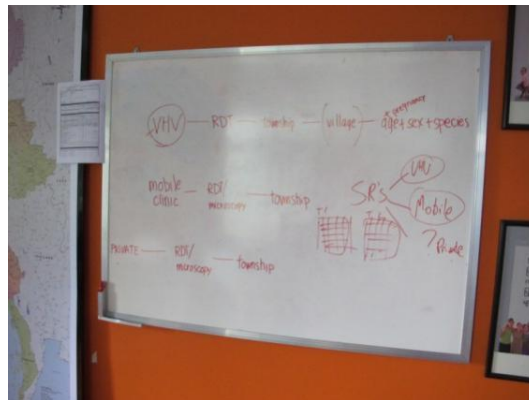 * pregnancy
VHV — RDT — township — (village) — age + sex + species
mobile clinic — RDT/ microscopy — township
SR's
VHV
Mobile
? Private
PRIVATE — RDT/ microscopy — township